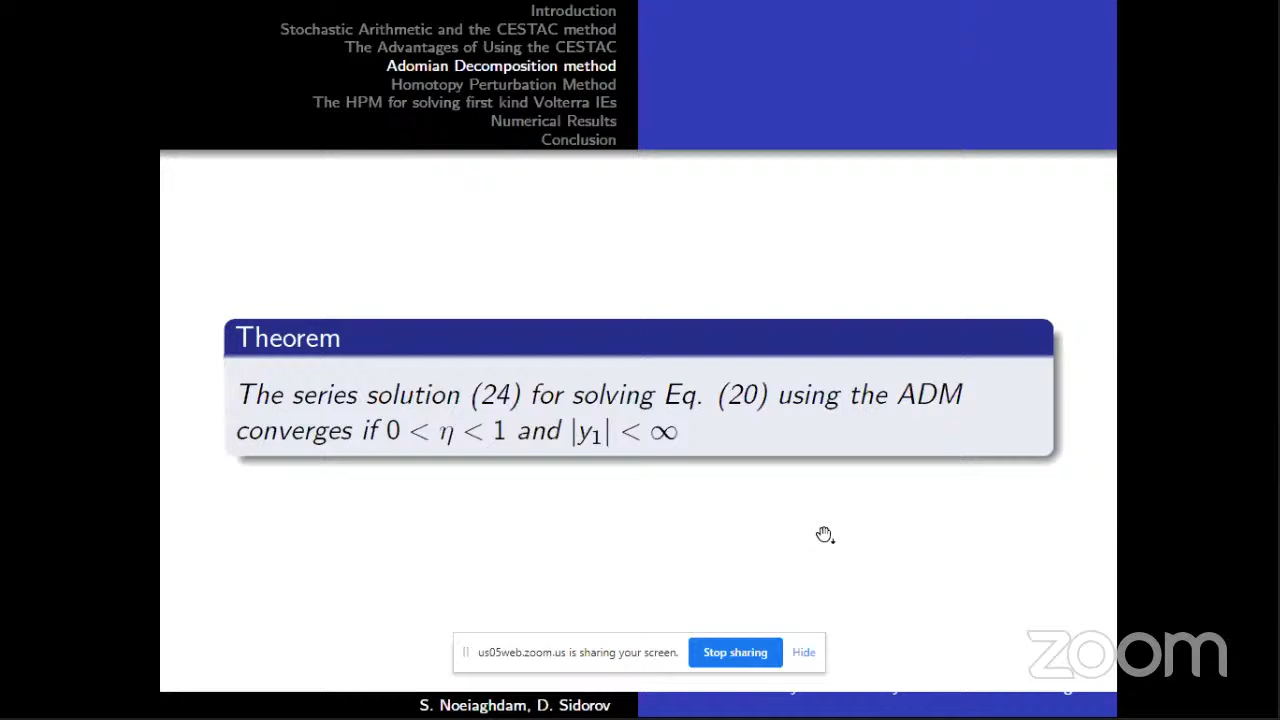 Introduction
Stochastic Arithmetic and the CESTAC method
The Advantages of Using the CESTAC
Adomian Decomposition method
Homotopy Perturbation Method
The HPM for solving first kind Volterra IEs
Numerical Results
Conclusion
Theorem
The series solution (24) for solving Eq. (20) using the ADM
converges if 0 < η < 1 and |y₁| < ∞
us05web.zoom.us is sharing your screen. Stop sharing Hide
zoom
S. Noeiaghdam, D. Sidorov